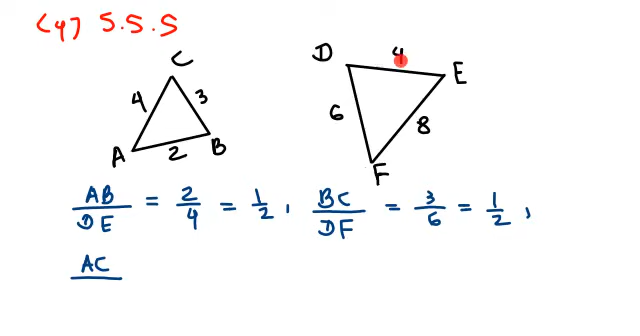 (4) S.S.S
C D 4 E
4 3 6 8
A 2 B F
AB/DE = 2/4 = 1/2, BC/DF = 3/6 = 1/2,
AC